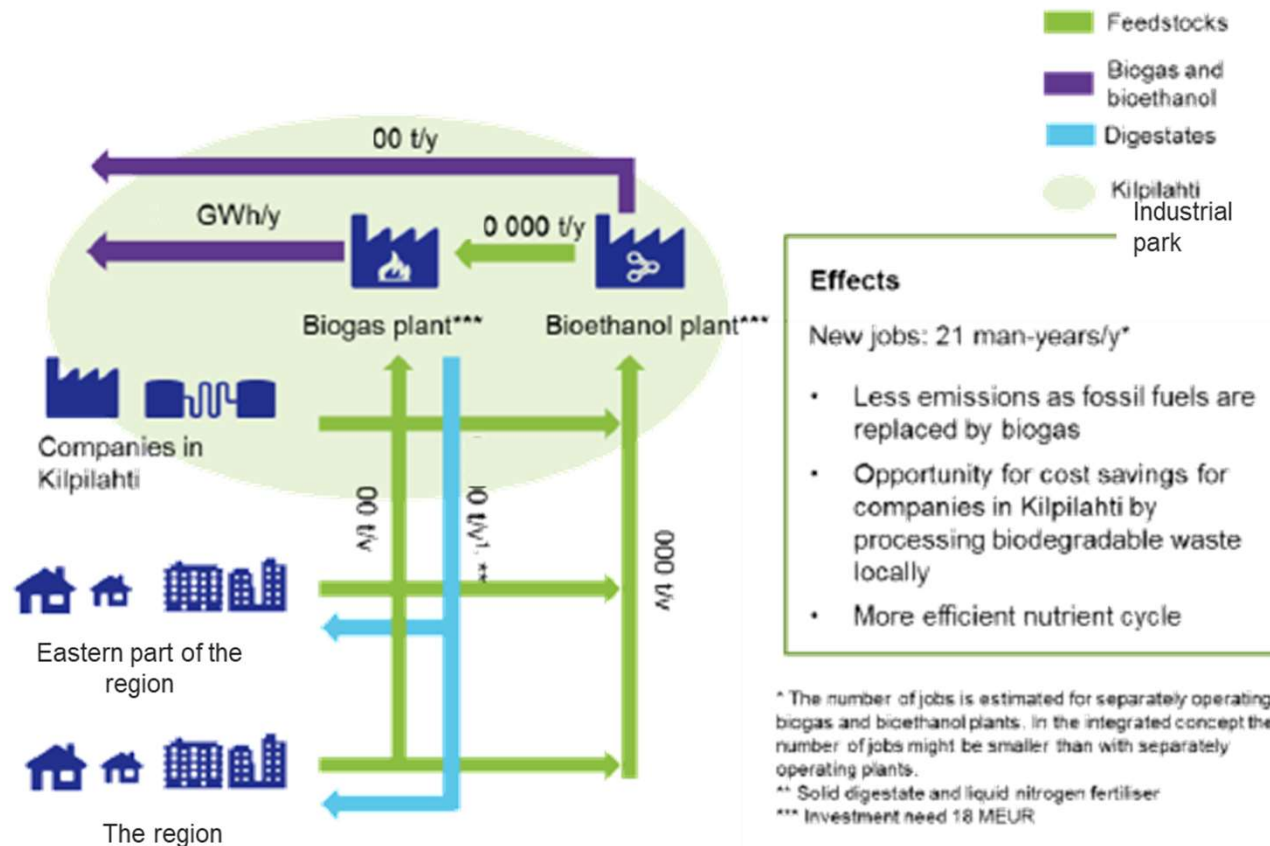 Feedstocks
Biogas and
bioethanol
Digestates
Kilpilahti
Industrial
park
00 t/y
GWh/y
0 000 t/y
Biogas plant***
Bioethanol plant***
Companies in
Kilpilahti
00 t/y
0 t/y¹, **
000 t/y
Eastern part of the
region
The region
Effects
New jobs: 21 man-years/y*
• Less emissions as fossil fuels are
replaced by biogas
• Opportunity for cost savings for
companies in Kilpilahti by
processing biodegradable waste
locally
• More efficient nutrient cycle
* The number of jobs is estimated for separately operating
biogas and bioethanol plants. In the integrated concept the
number of jobs might be smaller than with separately
operating plants.
** Solid digestate and liquid nitrogen fertiliser
*** Investment need 18 MEUR